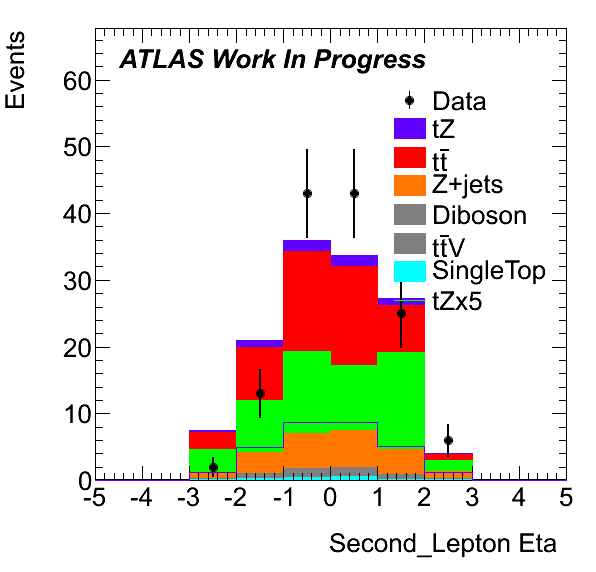 Events
ATLAS Work In Progress
Data
tZ
tt̄
Z+jets
Diboson
tt̄V
SingleTop
tZx5
60
50
40
30
20
10
0
-5 -4 -3 -2 -1 0 1 2 3 4 5
Second_Lepton Eta